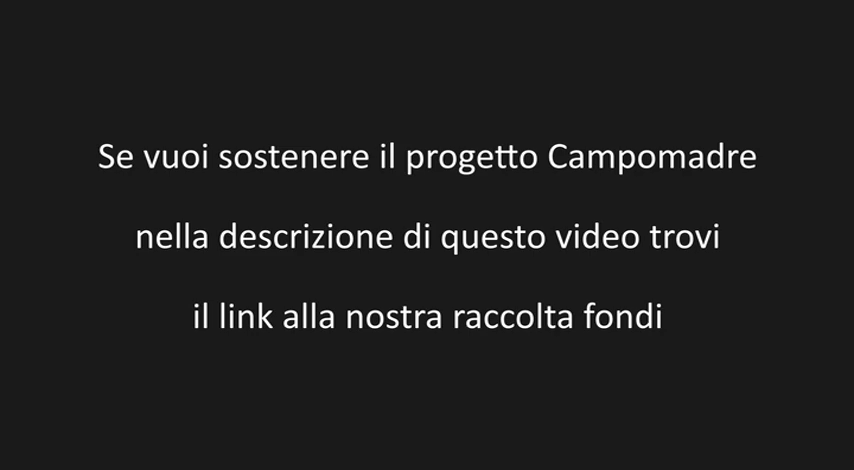 Se vuoi sostenere il progetto Campomadre
nella descrizione di questo video trovi
il link alla nostra raccolta fondi